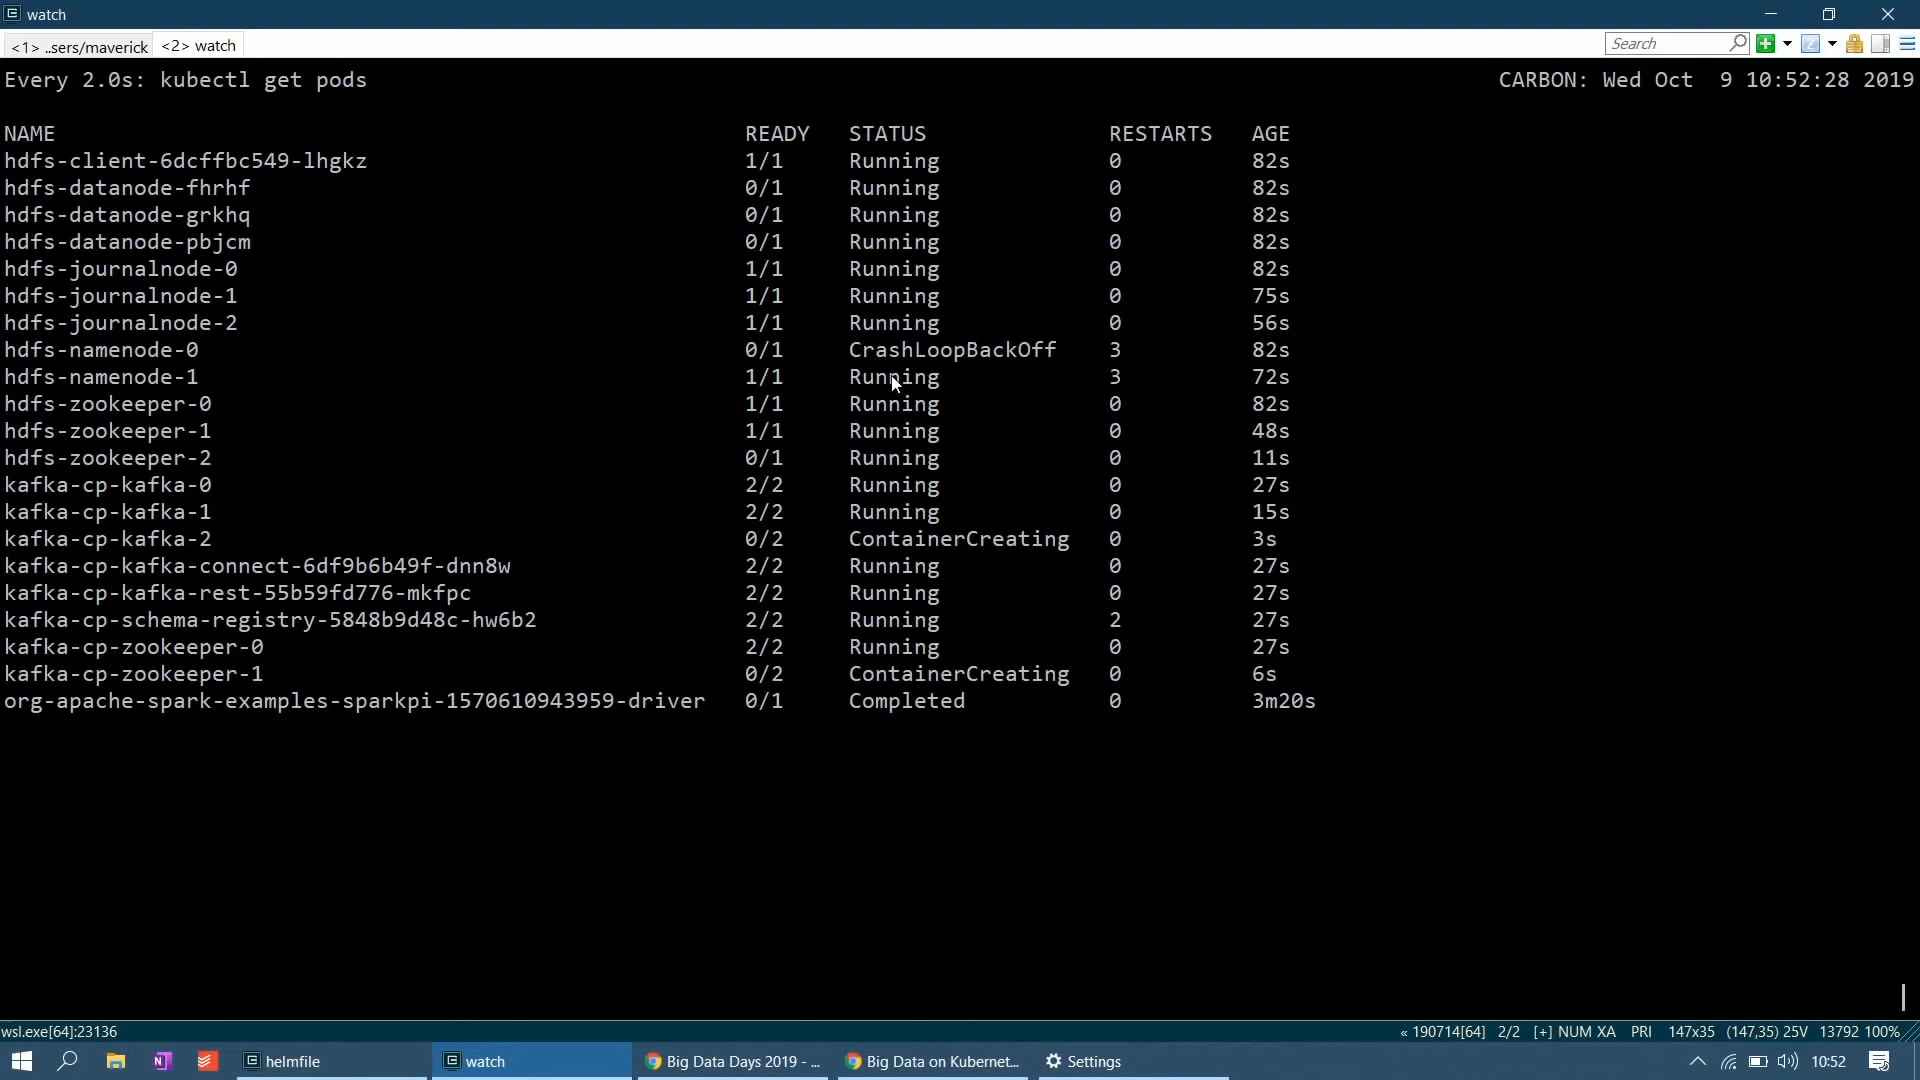 watch
<1> ..sers/maverick <2> watch Search
Every 2.0s: kubectl get pods CARBON: Wed Oct 9 10:52:28 2019
NAME READY STATUS RESTARTS AGE
hdfs-client-6dcffbc549-lhgkz 1/1 Running 0 82s
hdfs-datanode-fhrhf 0/1 Running 0 82s
hdfs-datanode-grkhq 0/1 Running 0 82s
hdfs-datanode-pbjcm 0/1 Running 0 82s
hdfs-journalnode-0 1/1 Running 0 82s
hdfs-journalnode-1 1/1 Running 0 75s
hdfs-journalnode-2 1/1 Running 0 56s
hdfs-namenode-0 0/1 CrashLoopBackOff 3 82s
hdfs-namenode-1 1/1 Running 3 72s
hdfs-zookeeper-0 1/1 Running 0 82s
hdfs-zookeeper-1 1/1 Running 0 48s
hdfs-zookeeper-2 0/1 Running 0 11s
kafka-cp-kafka-0 2/2 Running 0 27s
kafka-cp-kafka-1 2/2 Running 0 15s
kafka-cp-kafka-2 0/2 ContainerCreating 0 3s
kafka-cp-kafka-connect-6df9b6b49f-dnn8w 2/2 Running 0 27s
kafka-cp-kafka-rest-55b59fd776-mkfpc 2/2 Running 0 27s
kafka-cp-schema-registry-5848b9d48c-hw6b2 2/2 Running 2 27s
kafka-cp-zookeeper-0 2/2 Running 0 27s
kafka-cp-zookeeper-1 0/2 ContainerCreating 0 6s
org-apache-spark-examples-sparkpi-1570610943959-driver 0/1 Completed 0 3m20s
wsl.exe[64]:23136 « 190714[64] 2/2 [+] NUM XA PRI 147x35 (147,35) 25V 13792 100%
helmfile watch Big Data Days 2019 - ... Big Data on Kubernet... Settings 10:52